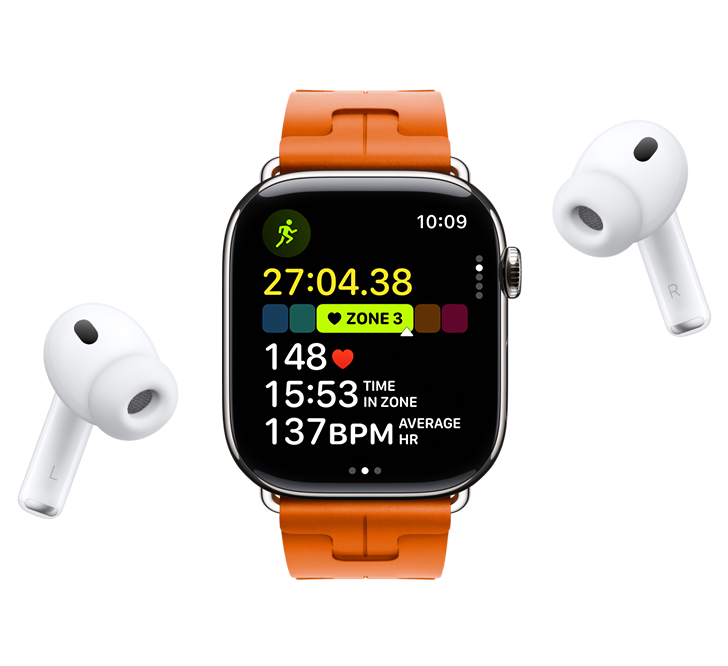 10:09
27:04.38
ZONE 3
148
15:53 TIME IN ZONE
137BPM AVERAGE HR
L
R